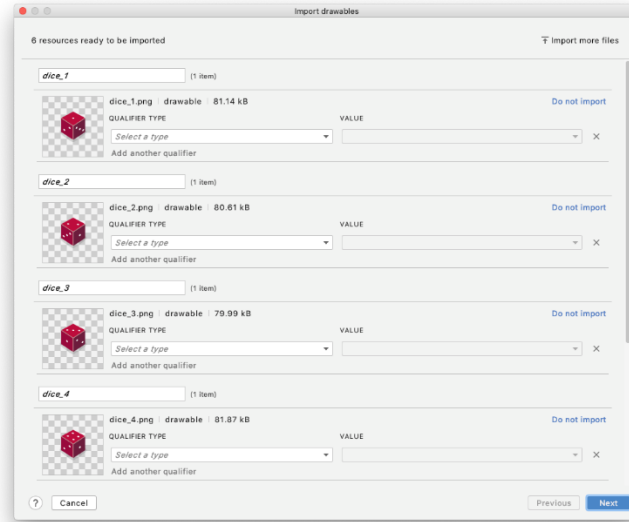 Import drawables
6 resources ready to be imported
Import more files
dice_1 (1 item)
dice_1.png drawable 81.14 kB Do not import
QUALIFIER TYPE VALUE
Select a type
Add another qualifier
dice_2 (1 item)
dice_2.png drawable 80.61 kB Do not import
QUALIFIER TYPE VALUE
Select a type
Add another qualifier
dice_3 (1 item)
dice_3.png drawable 79.99 kB Do not import
QUALIFIER TYPE VALUE
Select a type
Add another qualifier
dice_4 (1 item)
dice_4.png drawable 81.87 kB Do not import
QUALIFIER TYPE VALUE
Select a type
Add another qualifier
? Cancel Previous Next